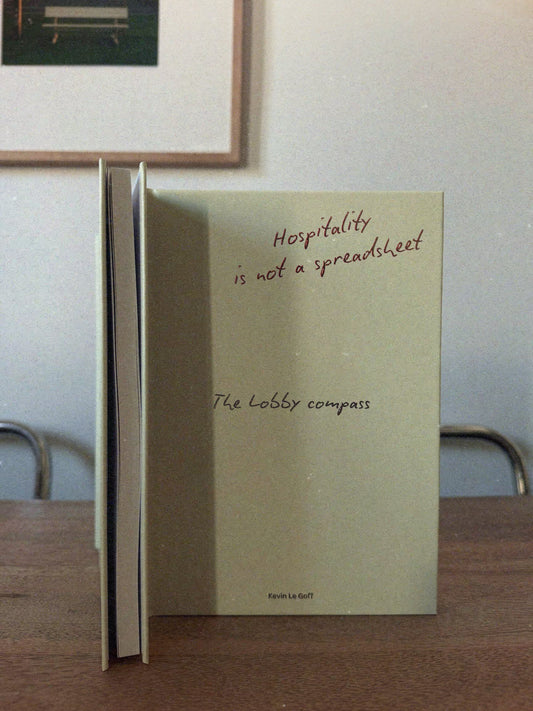 Hospitality
is not a spreadsheet
The Lobby compass
Kevin Le Goff